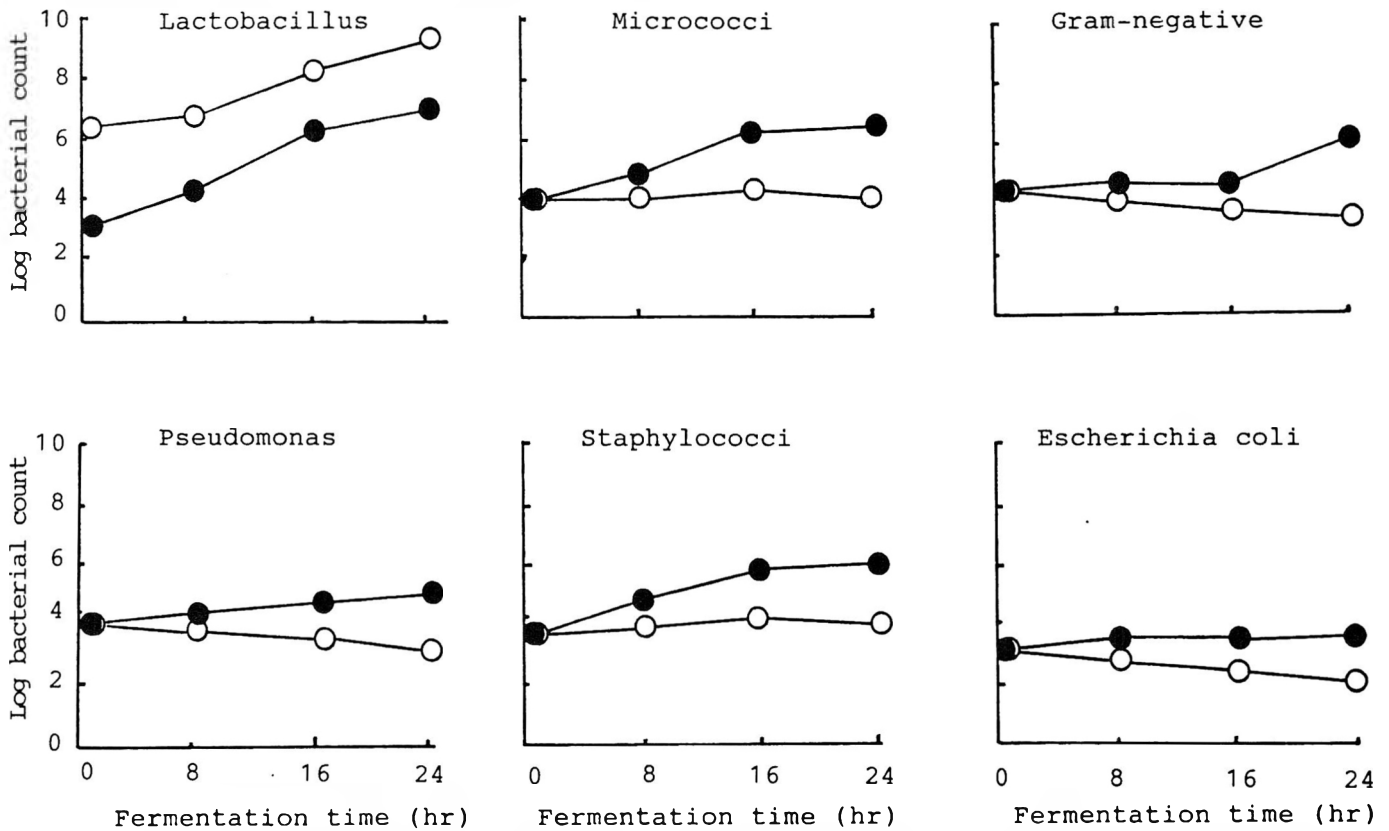 Lactobacillus
Micrococci
Gram-negative
Log bacterial count
10
8
6
4
2
0
Pseudomonas
Staphylococci
Escherichia coli
Log bacterial count
10
8
6
4
2
0
0 8 16 24
0 8 16 24
0 8 16 24
Fermentation time (hr)
Fermentation time (hr)
Fermentation time (hr)